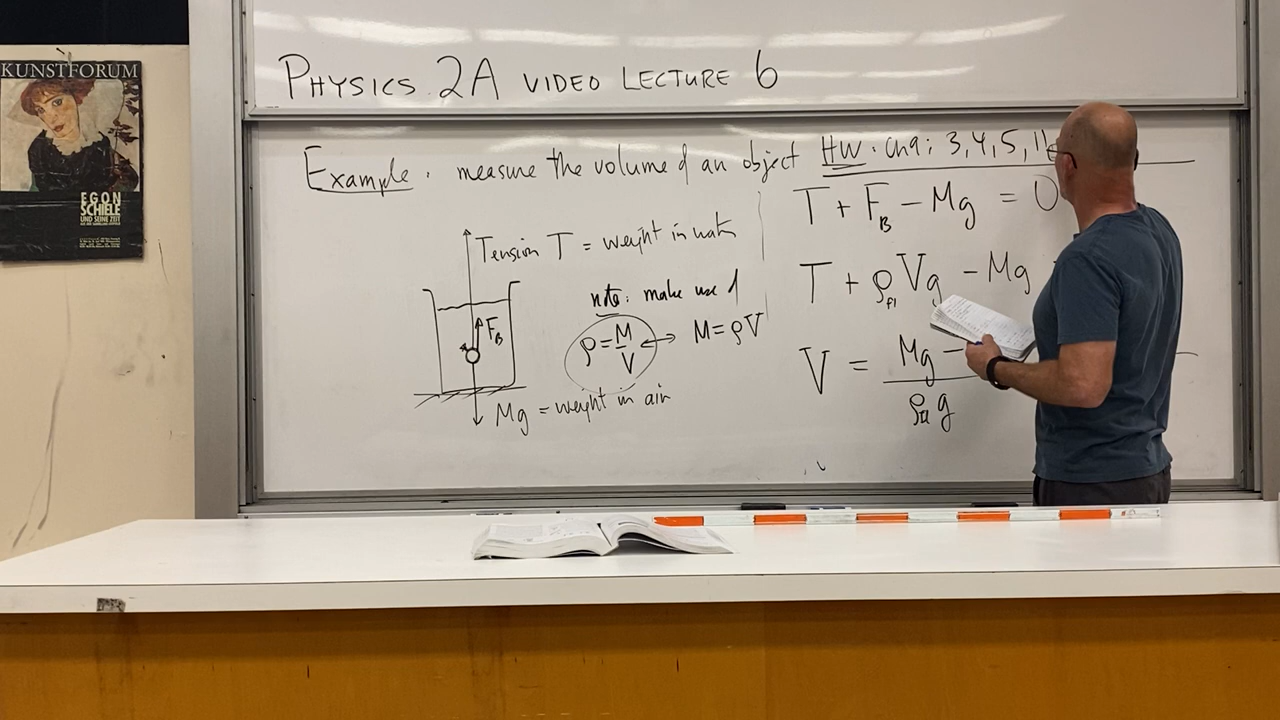 KUNSTFORUM
EGON
SCHIELE
UND SEINE ZEIT
PHYSICS 2A VIDEO LECTURE 6
Example: measure the volume of an object
HW: Ch9: 3, 4, 5, 11
Tension T = weight in water
F_B
note: make use of
ρ = M/V ↔ M = ρV
Mg = weight in air
T + F_B - Mg = 0
T + ρ_fl Vg - Mg
V = Mg -
ρ_fl g